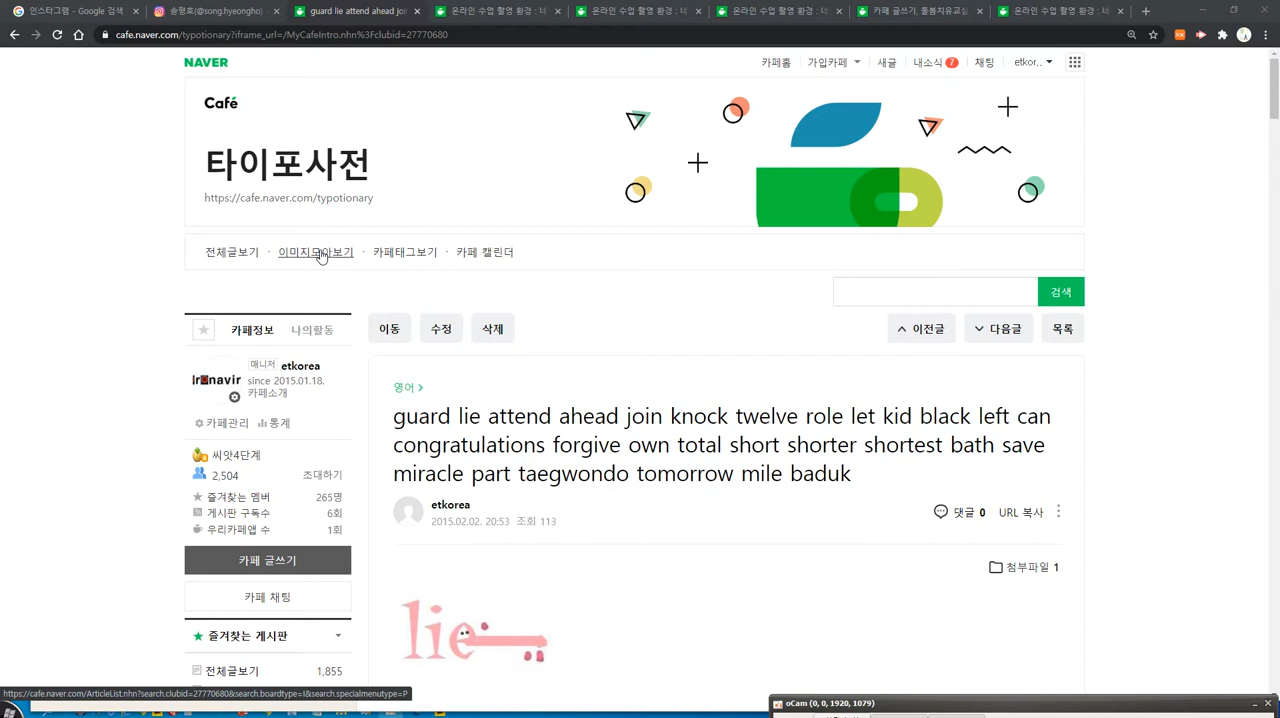 인스타그램 - Google 검색
송형호(@song.hyeongho)
guard lie attend ahead join
온라인 수업 촬영 환경 : 네
온라인 수업 촬영 환경 : 네
온라인 수업 촬영 환경 : 네
카페 글쓰기, 돌봄치유교실
온라인 수업 촬영 환경 : 네
cafe.naver.com/typotionary?iframe_url=/MyCafeIntro.nhn%3Fclubid=27770680
NAVER
카페홈 가입카페 새글 내소식 7 채팅 etkor..
Café
타이포사전
https://cafe.naver.com/typotionary
전체글보기 · 이미지모아보기 · 카페태그보기 · 카페 캘린더
검색
카페정보 나의활동
이동 수정 삭제 이전글 다음글 목록
Ironavir
매니저 etkorea
since 2015.01.18.
카페소개
카페관리 통계
씨앗4단계
2,504 초대하기
즐겨찾는 멤버 265명
게시판 구독수 6회
우리카페앱 수 1회
카페 글쓰기
카페 채팅
즐겨찾는 게시판
전체글보기 1,855
영어 >
guard lie attend ahead join knock twelve role let kid black left can
congratulations forgive own total short shorter shortest bath save
miracle part taegwondo tomorrow mile baduk
etkorea
2015.02.02. 20:53 조회 113
댓글 0 URL 복사
첨부파일 1
lie
https://cafe.naver.com/ArticleList.nhn?search.clubid=27770680&search.boardtype=I&search.specialmenutype=P
oCam (0, 0, 1920, 1079)